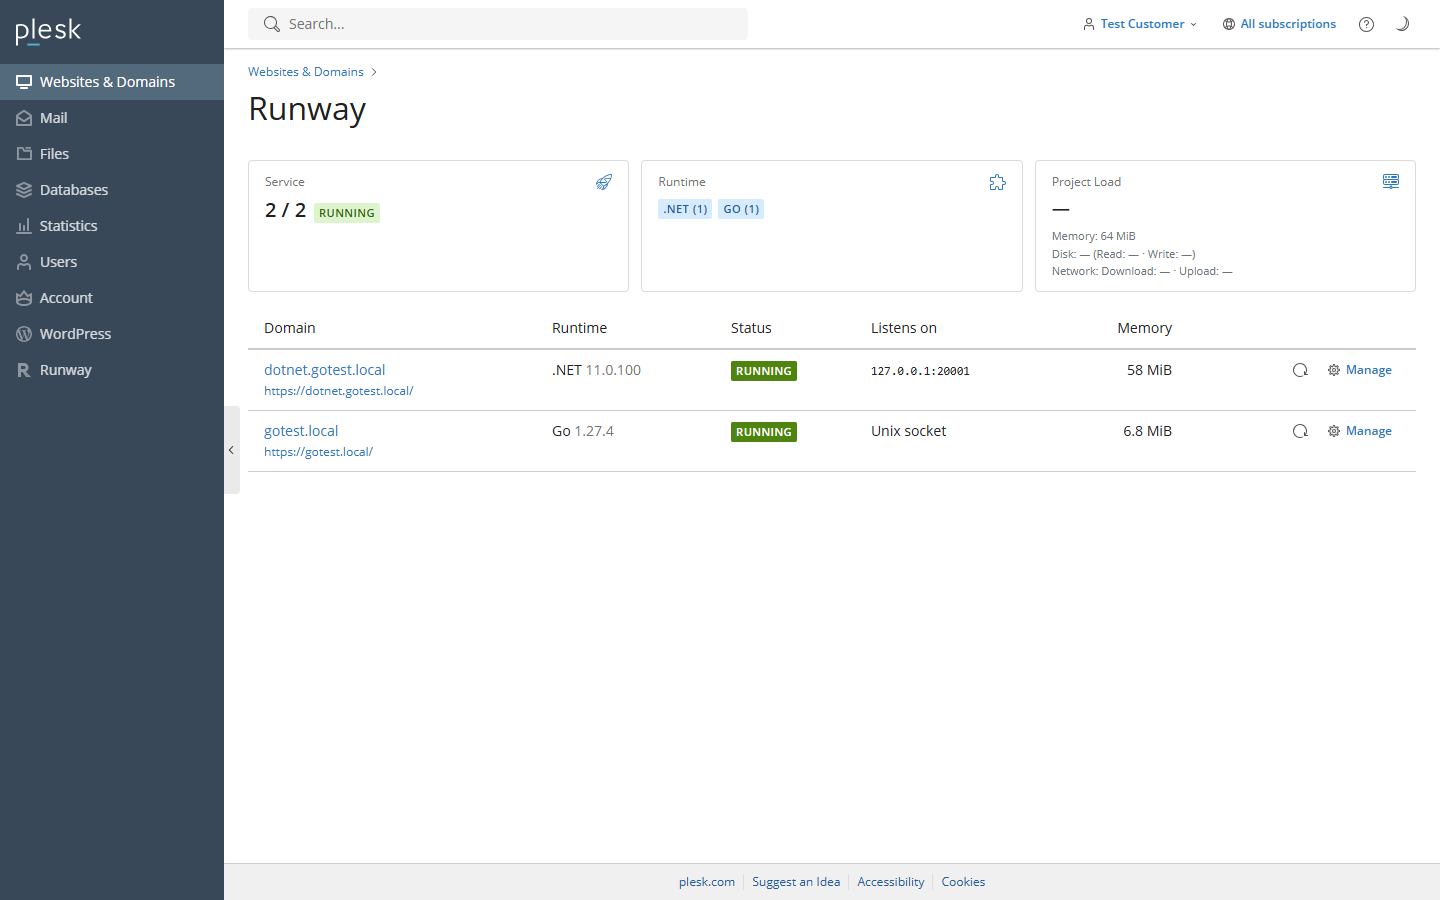 plesk
Search...
Test Customer
All subscriptions
Websites & Domains
Mail
Files
Databases
Statistics
Users
Account
WordPress
Runway
Websites & Domains
Runway
Service
2 / 2 RUNNING
Runtime
.NET (1) GO (1)
Project Load
—
Memory: 64 MiB
Disk: — (Read: — · Write: —)
Network: Download: — · Upload: —
Domain Runtime Status Listens on Memory
dotnet.gotest.local .NET 11.0.100 RUNNING 127.0.0.1:20001 58 MiB Manage
https://dotnet.gotest.local/
gotest.local Go 1.27.4 RUNNING Unix socket 6.8 MiB Manage
https://gotest.local/
plesk.com Suggest an Idea Accessibility Cookies